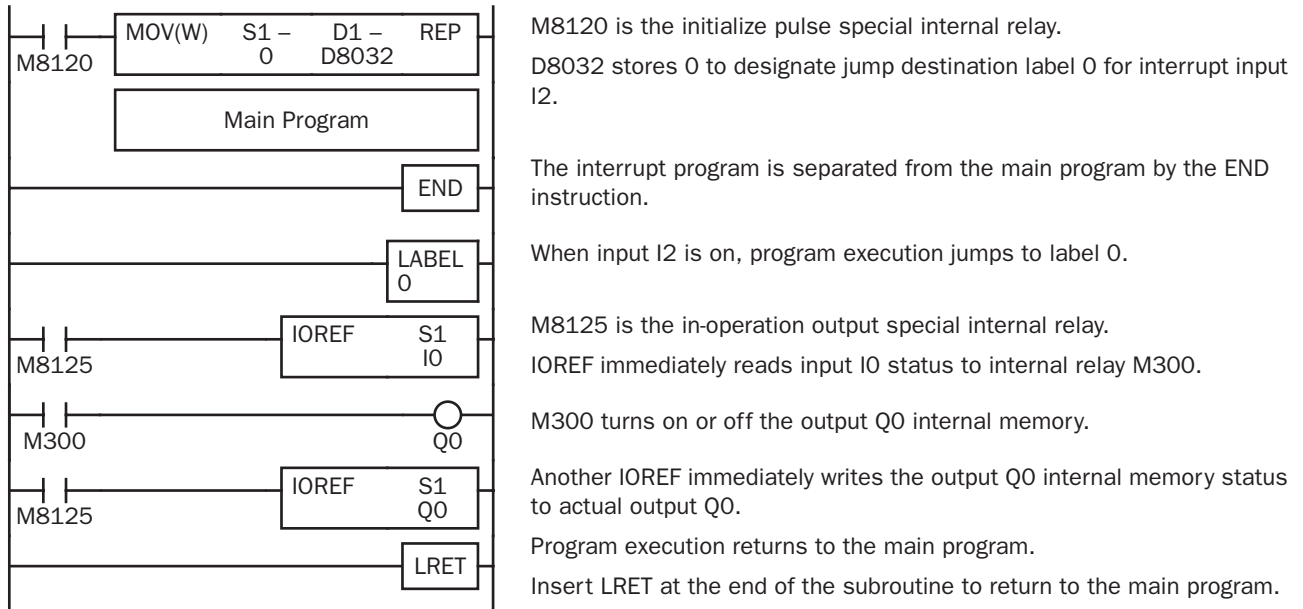 MOV(W) S1 – D1 – REP
0 D8032
M8120
M8120 is the initialize pulse special internal relay.
D8032 stores 0 to designate jump destination label 0 for interrupt input
I2.
Main Program
END
The interrupt program is separated from the main program by the END
instruction.
LABEL
0
When input I2 is on, program execution jumps to label 0.
IOREF S1
I0
M8125
M8125 is the in-operation output special internal relay.
IOREF immediately reads input I0 status to internal relay M300.
M300
Q0
M300 turns on or off the output Q0 internal memory.
IOREF S1
Q0
M8125
Another IOREF immediately writes the output Q0 internal memory status
to actual output Q0.
LRET
Program execution returns to the main program.
Insert LRET at the end of the subroutine to return to the main program.